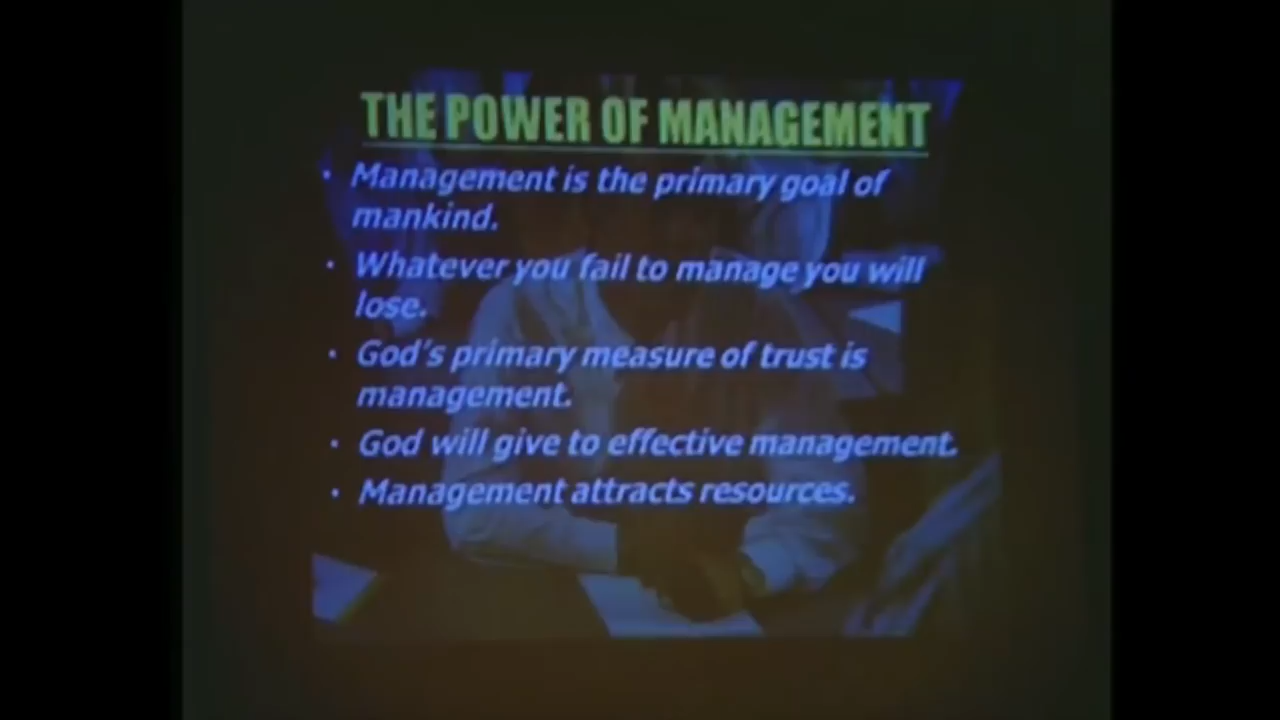 THE POWER OF MANAGEMENT
• Management is the primary goal of
mankind.
• Whatever you fail to manage you will
lose.
• God's primary measure of trust is
management.
• God will give to effective management.
• Management attracts resources.